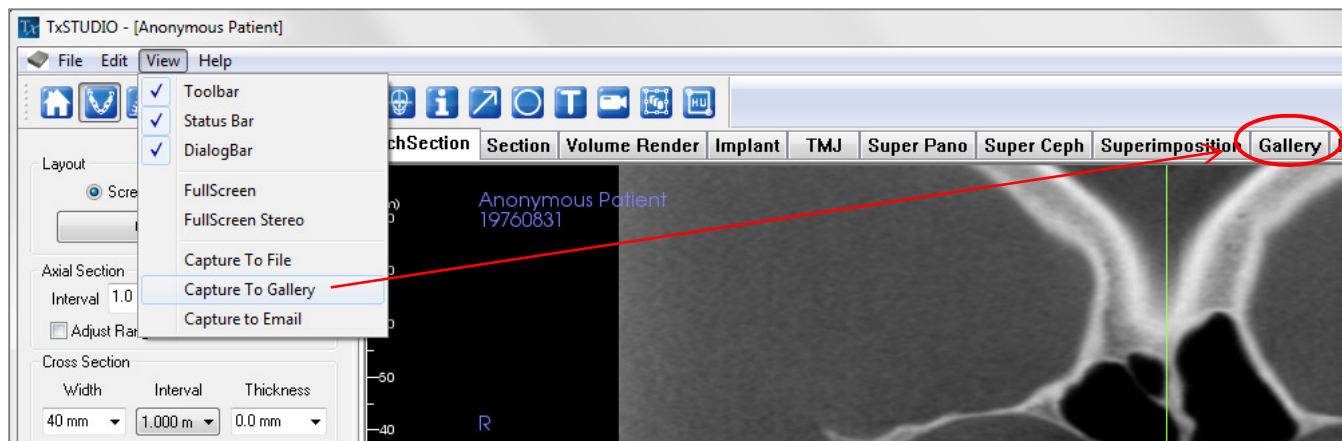 TxSTUDIO - [Anonymous Patient]
File Edit View Help
Toolbar
Status Bar
DialogBar
FullScreen
FullScreen Stereo
Capture To File
Capture To Gallery
Capture to Email
HU
Section Volume Render Implant TMJ Super Pano Super Ceph Superimposition Gallery
Layout
Axial Section
Interval 1.0
Adjust
Cross Section
Width Interval Thickness
40 mm 1.000 m 0.0 mm
Anonymous Patient
19760831
50
40
R